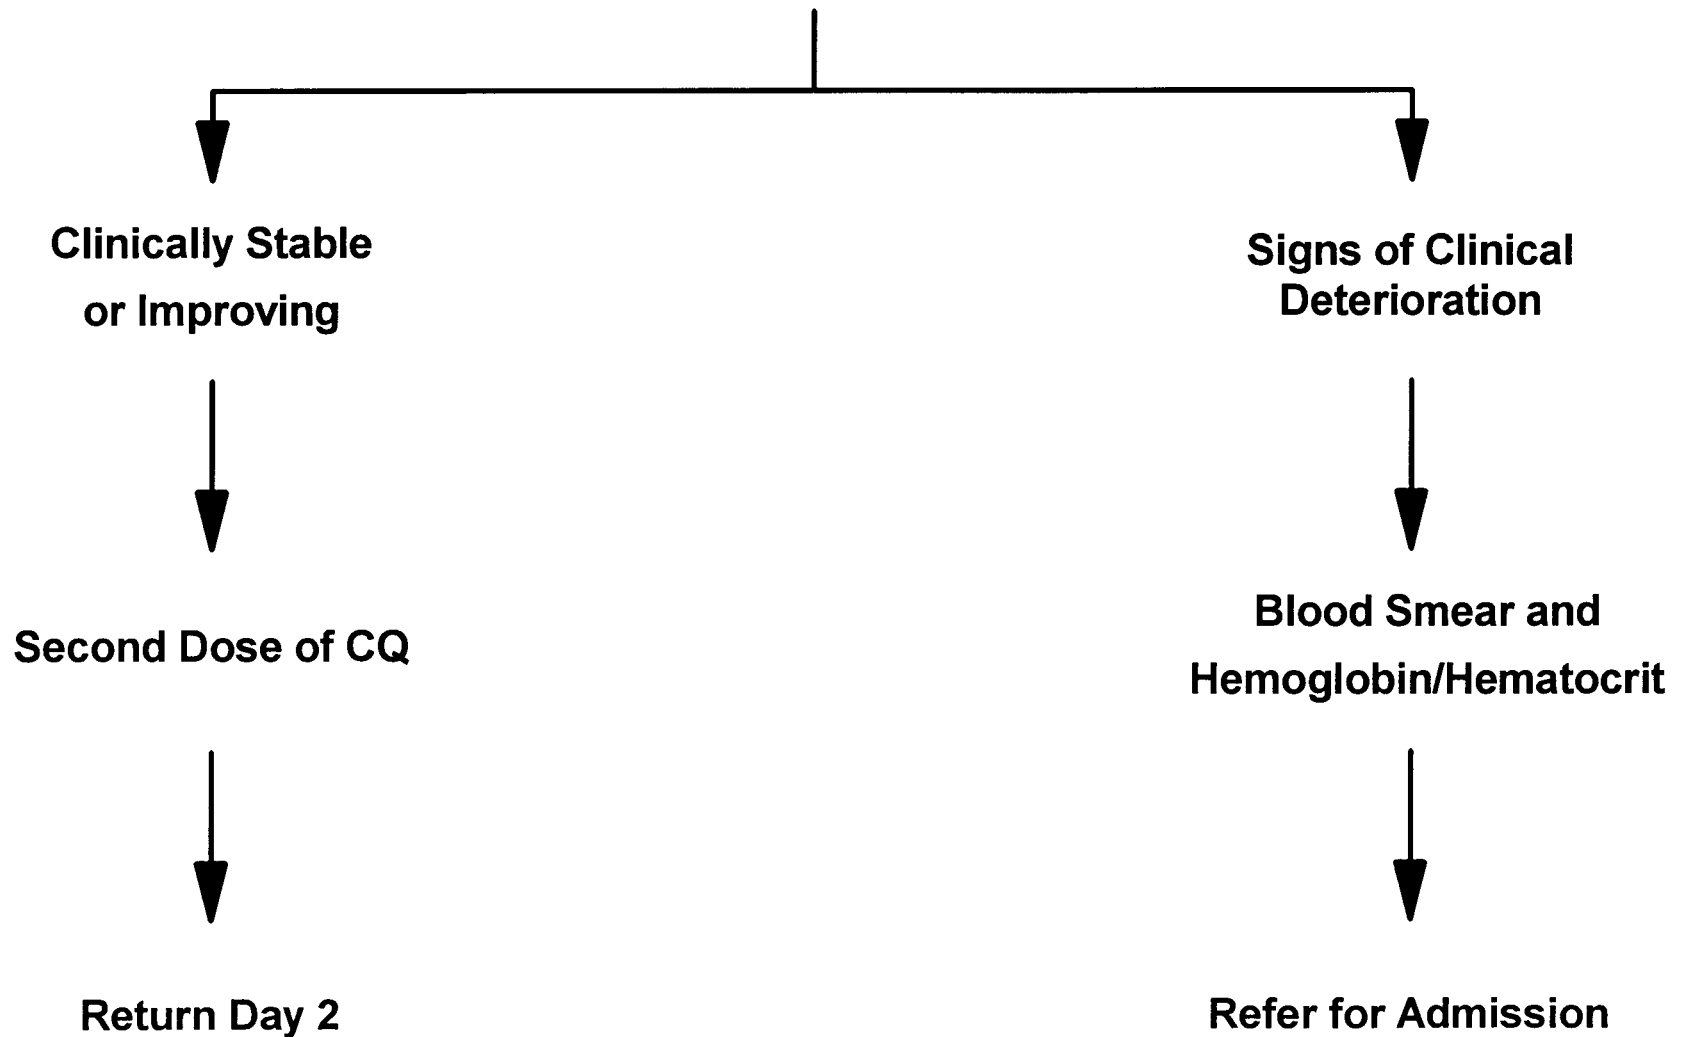 Clinically Stable
or Improving
Signs of Clinical
Deterioration
Second Dose of CQ
Blood Smear and
Hemoglobin/Hematocrit
Return Day 2
Refer for Admission